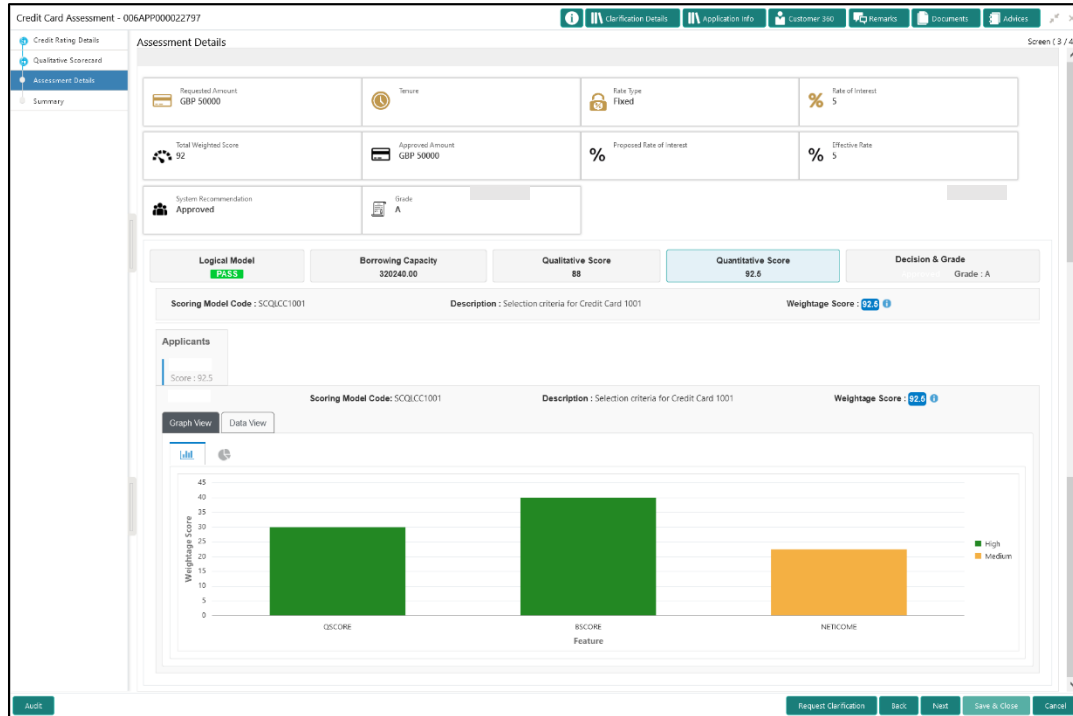 Credit Card Assessment - 006APP000022797
Clarification Details
Application Info
Customer 360
Remarks
Documents
Advices
Credit Rating Details
Qualitative Scorecard
Assessment Details
Summary
Assessment Details
Screen ( 3 / 4
Requested Amount
GBP 50000
Tenure
Rate Type
Fixed
Rate of Interest
5
Total Weighted Score
92
Approved Amount
GBP 50000
Proposed Rate of Interest
Effective Rate
5
System Recommendation
Approved
Grade
A
Logical Model
PASS
Borrowing Capacity
320240.00
Qualitative Score
88
Quantitative Score
92.5
Decision & Grade
Grade : A
Scoring Model Code : SCQLCC1001
Description : Selection criteria for Credit Card 1001
Weightage Score : 92.5
Applicants
Score : 92.5
Scoring Model Code: SCQLCC1001
Description : Selection criteria for Credit Card 1001
Weightage Score : 92.5
Graph View
Data View
45
40
35
30
25
20
15
10
5
0
Weightage Score
High
Medium
QSCORE
BSCORE
NETICOME
Feature
Audit
Request Clarification
Back
Next
Save & Close
Cancel